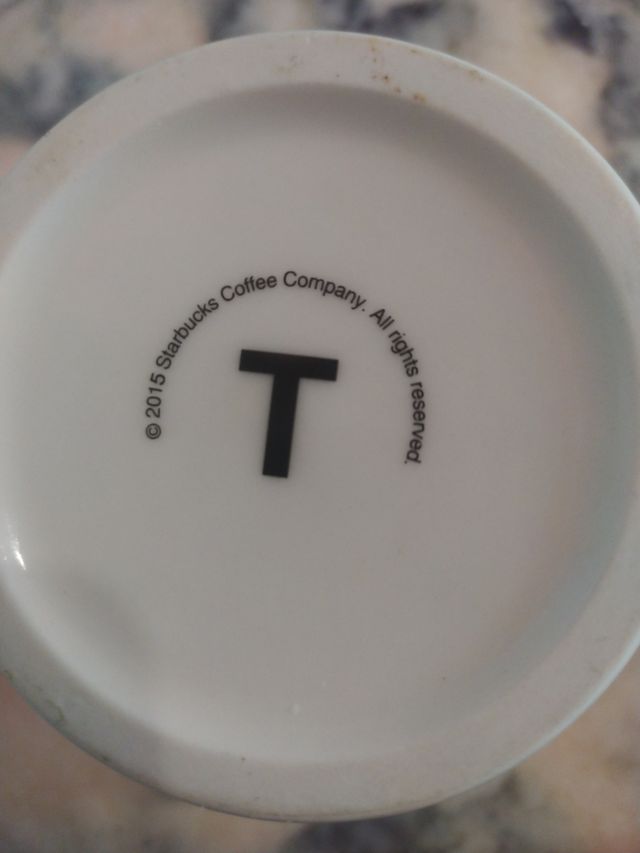 © 2015 Starbucks Coffee Company. All rights reserved.
T